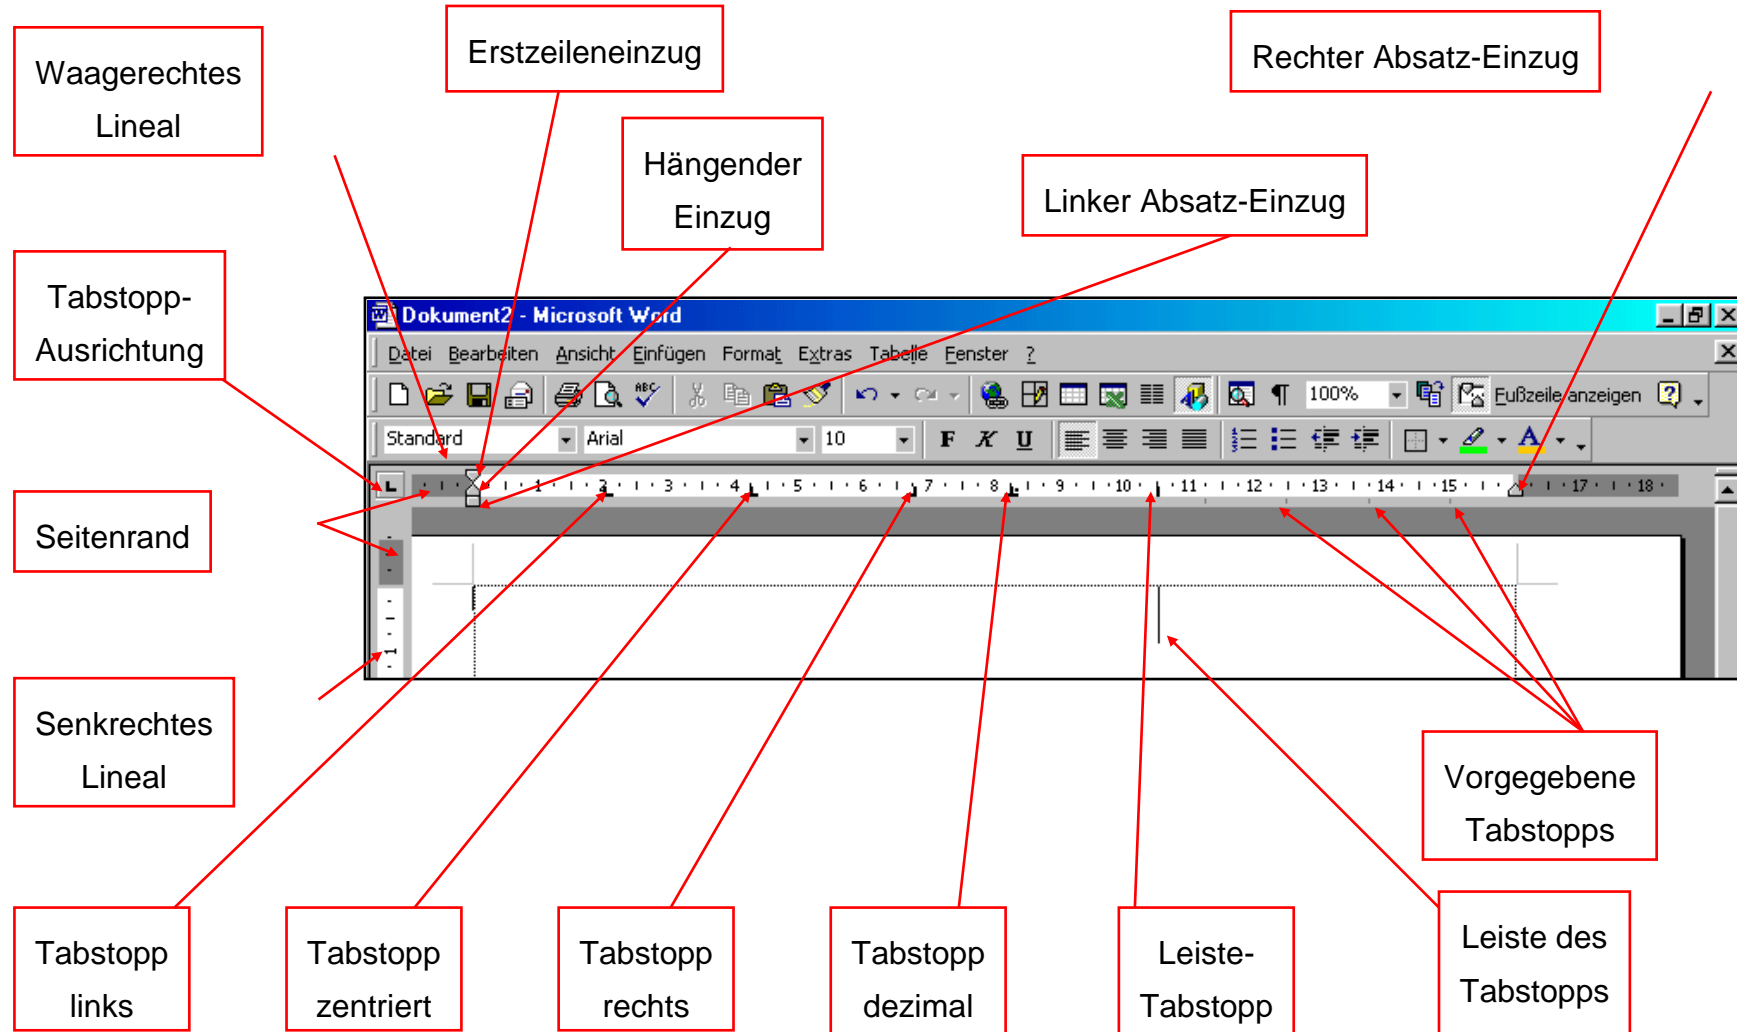 Waagerechtes
Lineal
Erstzeileneinzug
Rechter Absatz-Einzug
Hängender
Einzug
Linker Absatz-Einzug
Tabstopp-
Ausrichtung
Dokument2 - Microsoft Word
Datei Bearbeiten Ansicht Einfügen Format Extras Tabelle Fenster ?
ABC 100% Fußzeile anzeigen
Standard Arial 10 F K U A
1 2 3 4 5 6 7 8 9 10 11 12 13 14 15 17 18
Seitenrand
1
Senkrechtes
Lineal
Vorgegebene
Tabstopps
Tabstopp
links
Tabstopp
zentriert
Tabstopp
rechts
Tabstopp
dezimal
Leiste-
Tabstopp
Leiste des
Tabstopps